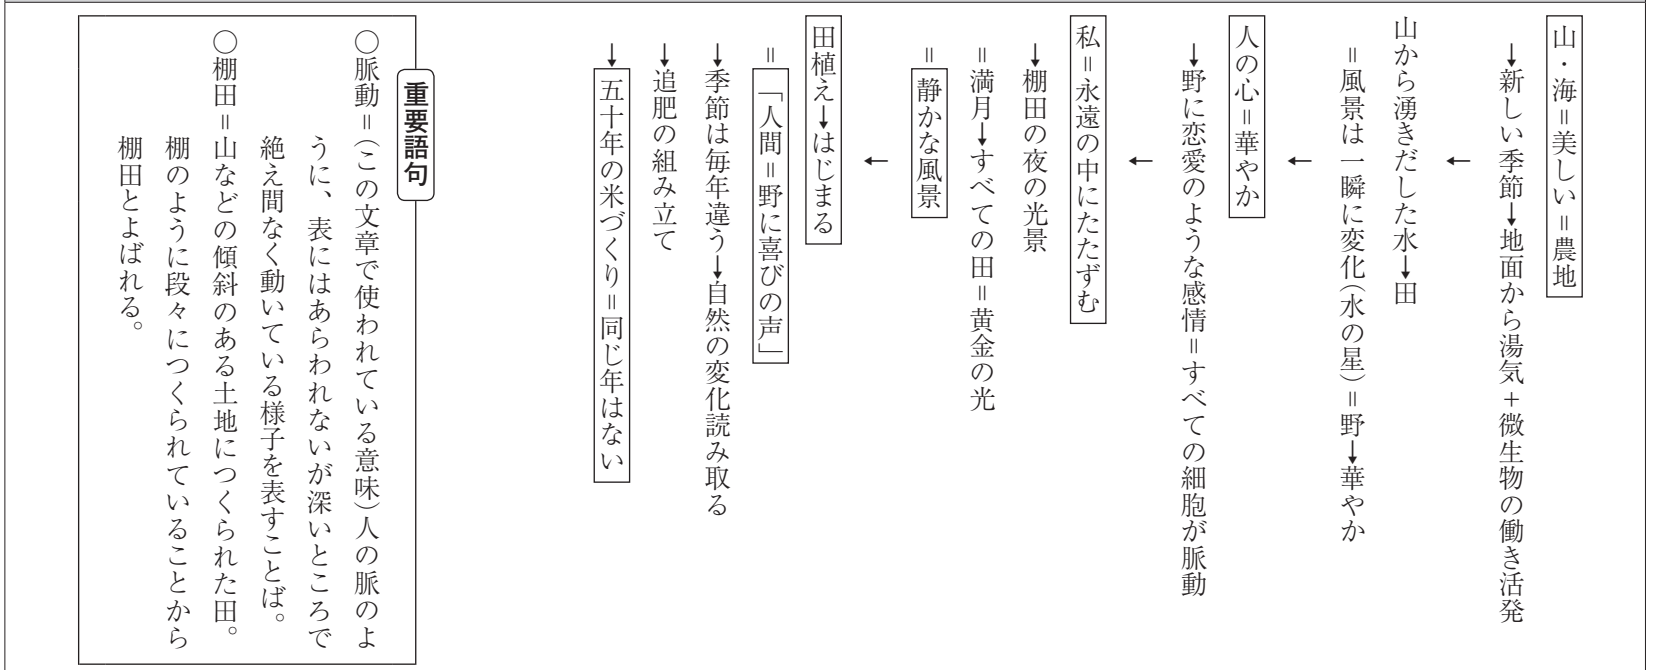 山・海＝美しい＝農地
→新しい季節→地面から湯気＋微生物の働き活発
↓
山から湧きだした水→田
＝風景は一瞬に変化（水の星）＝野→華やか
↓
人の心＝華やか
→野に恋愛のような感情＝すべての細胞が脈動
↓
私＝永遠の中にたたずむ
→棚田の夜の光景
＝満月→すべての田＝黄金の光
＝静かな風景
↓
田植え→はじまる
＝「人間＝野に喜びの声」
→季節は毎年違う→自然の変化読み取る
→追肥の組み立て
→五十年の米づくり＝同じ年はない
重要語句
○脈動＝（この文章で使われている意味）人の脈のよ
うに、表にはあらわれないが深いところで
絶え間なく動いている様子を表すことば。
○棚田＝山などの傾斜のある土地につくられた田。
棚のように段々につくられていることから
棚田とよばれる。